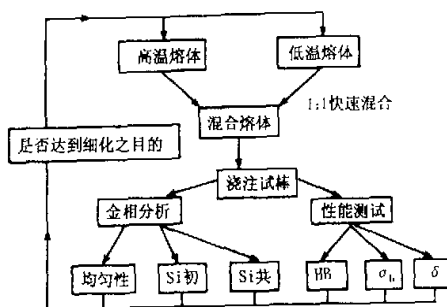 高温熔体
低温熔体
1:1快速混合
混合熔体
是否达到细化之目的
浇注试棒
金相分析
性能测试
均匀性
Si初
Si共
HR
σb
δ